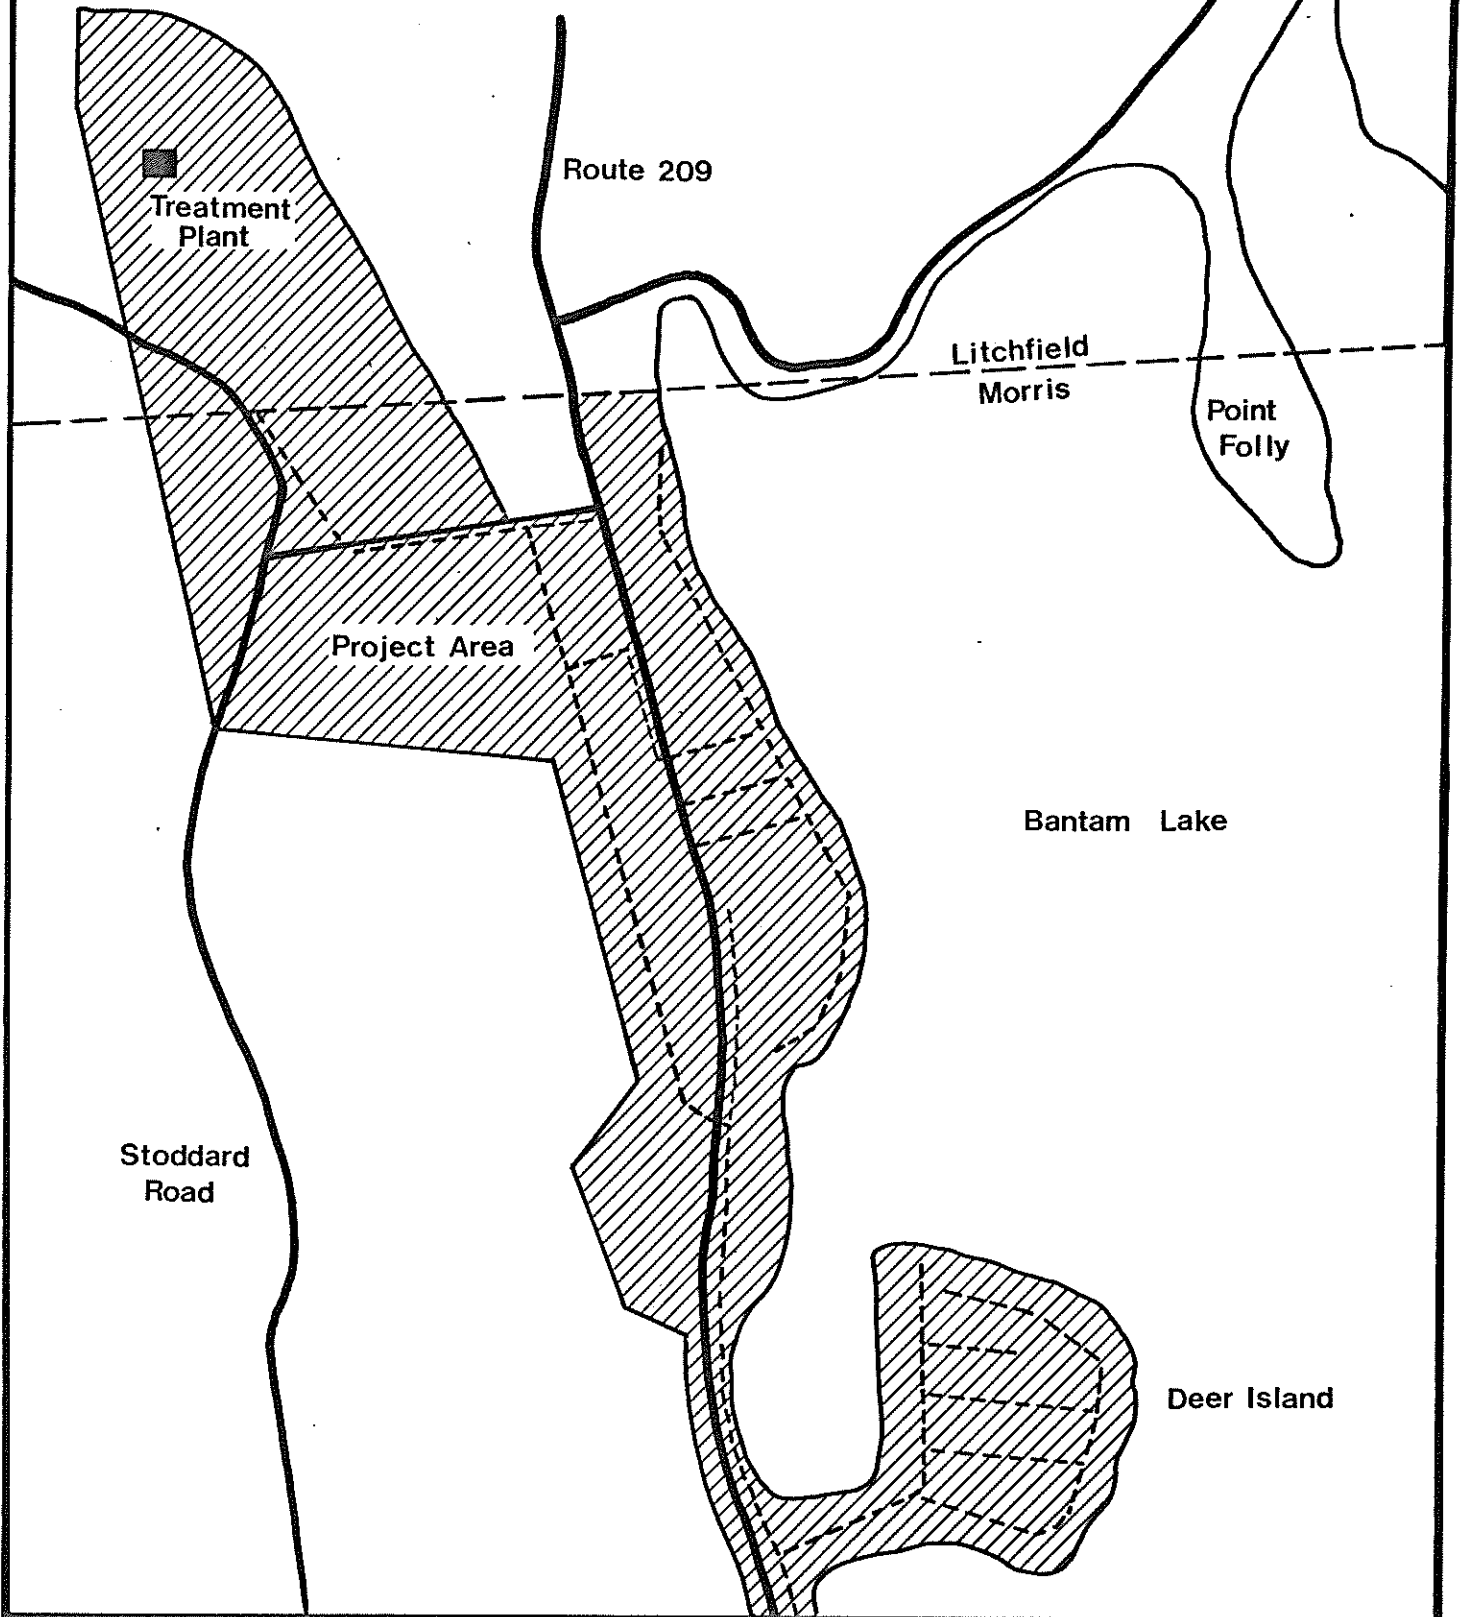 Route 209
Treatment
Plant
Litchfield
Morris
Point
Folly
Project Area
Bantam Lake
Stoddard
Road
Deer Island